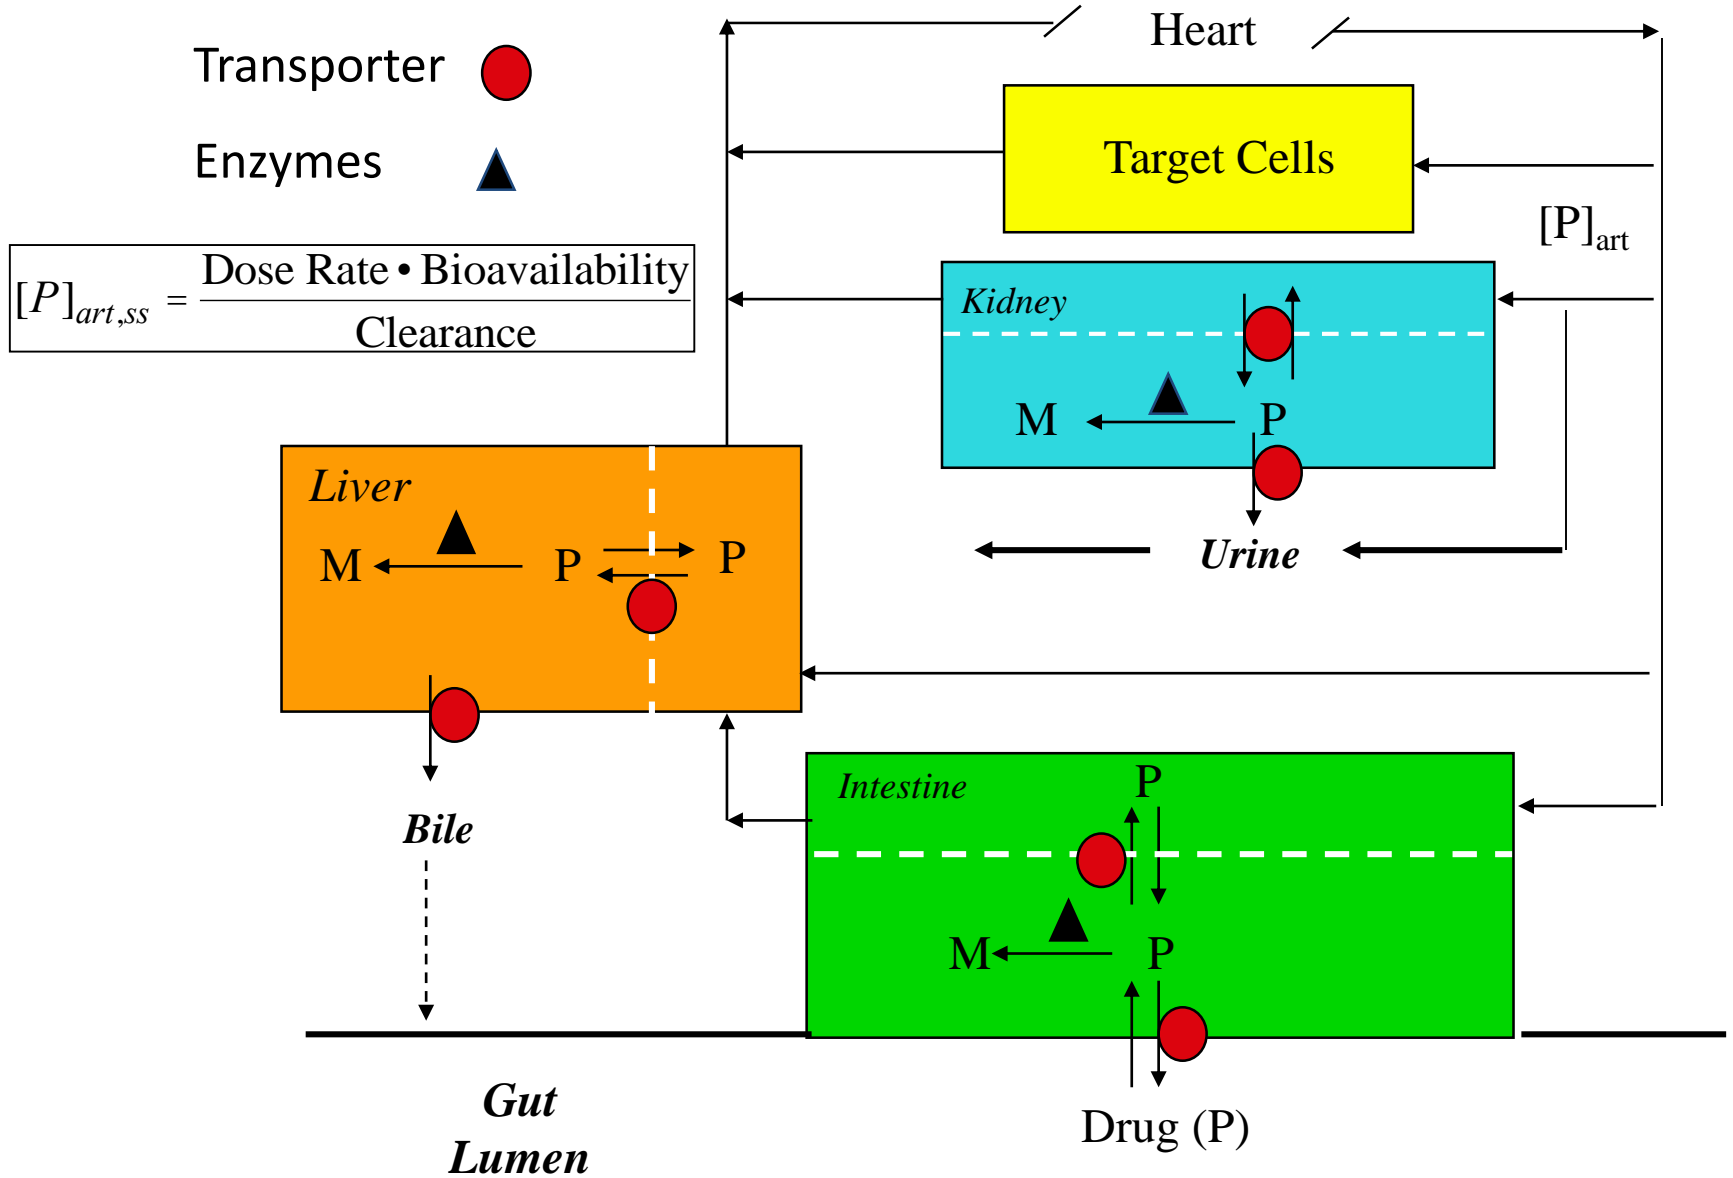 Heart
Transporter
Enzymes
Target Cells
[P]art
[P]art,ss = Dose Rate • Bioavailability
Clearance
Kidney
M P
Urine
Liver
M P P
Bile
Intestine
P
M P
Gut
Lumen
Drug (P)